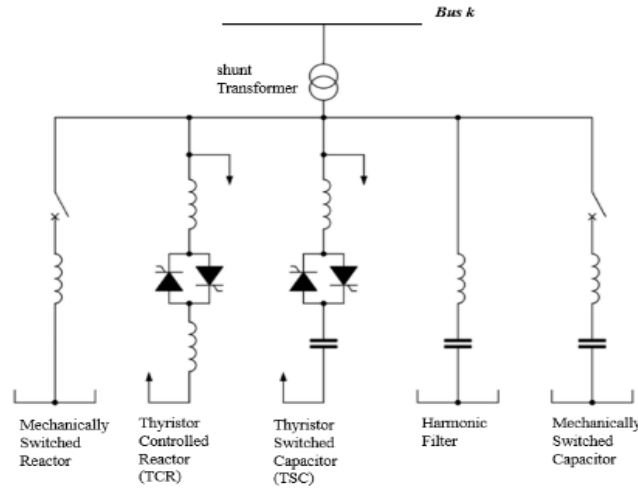 Bus k
shunt
Transformer
Mechanically
Switched
Reactor
Thyristor
Controlled
Reactor
(TCR)
Thyristor
Switched
Capacitor
(TSC)
Harmonic
Filter
Mechanically
Switched
Capacitor